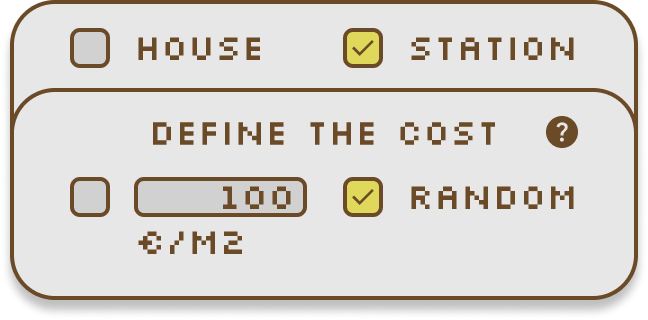 HOUSE STATION
DEFINE THE COST ?
100 RANDOM
€/M2